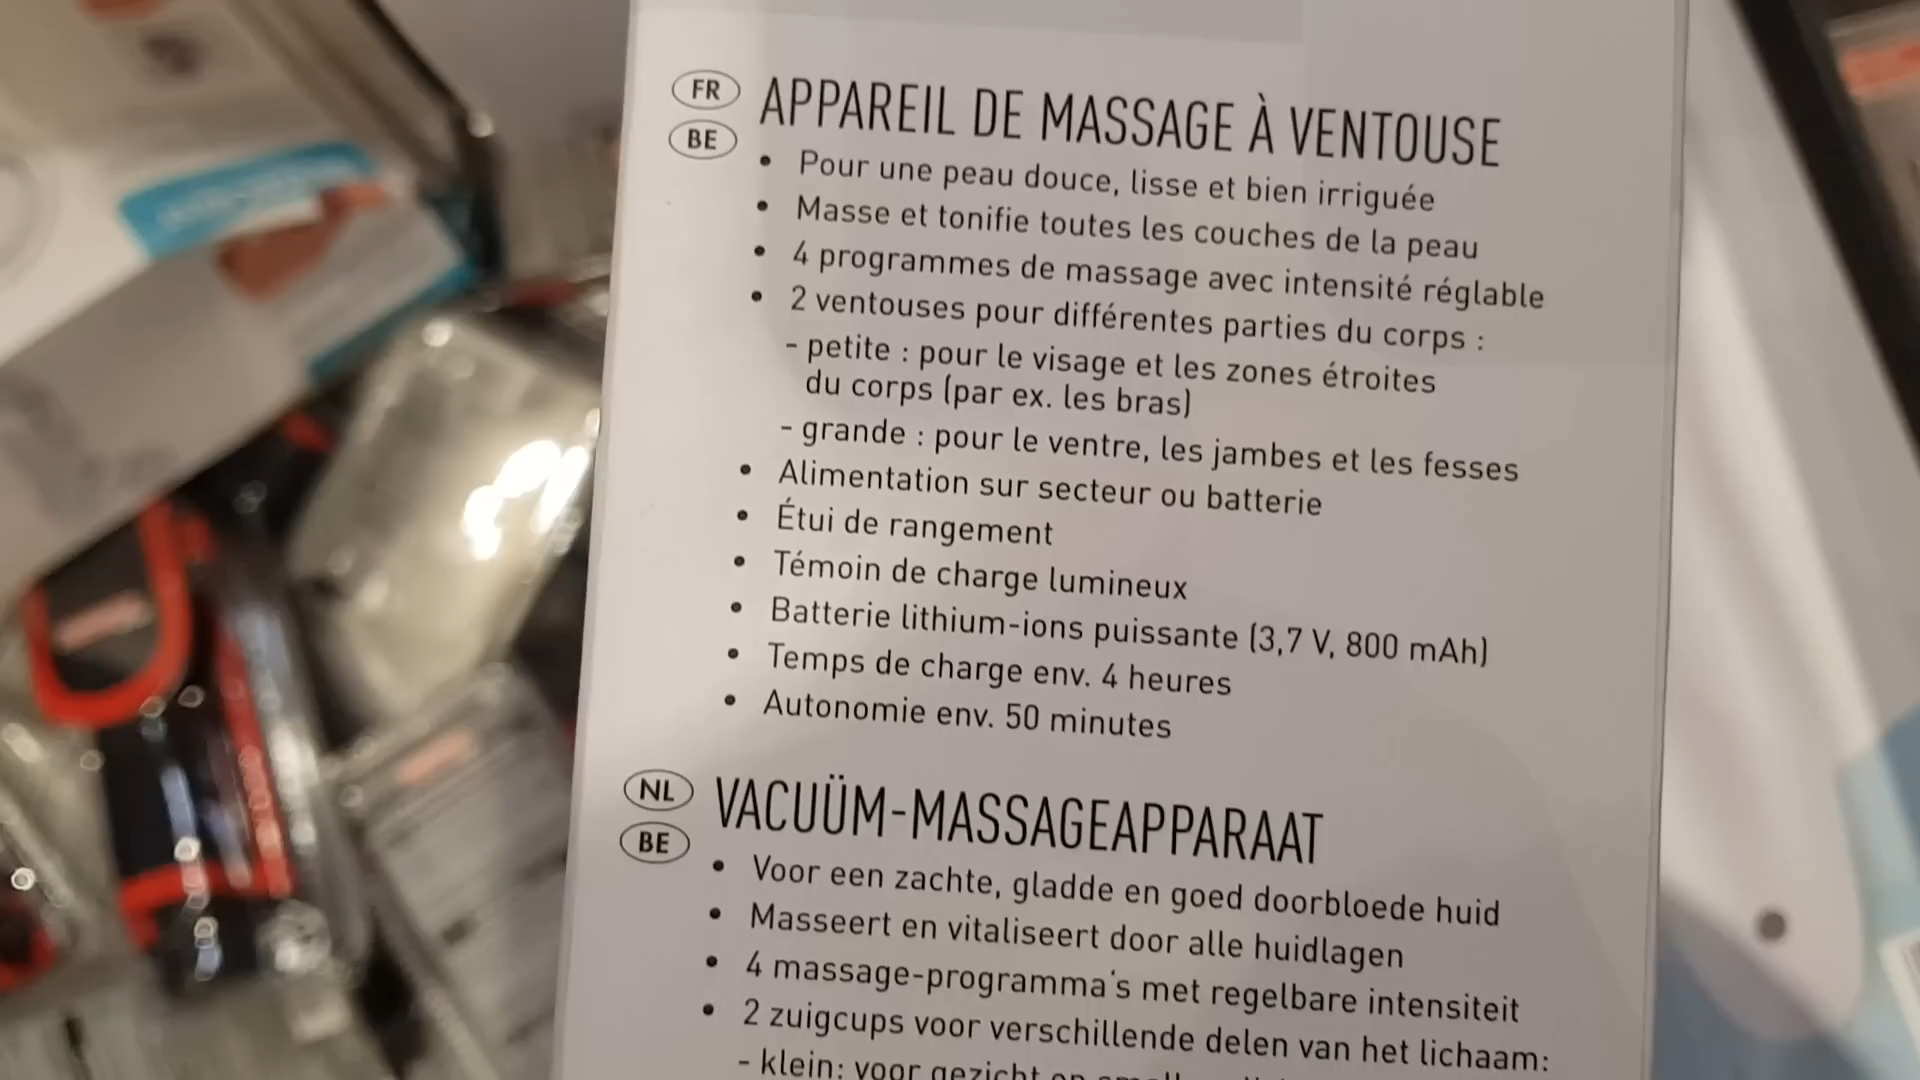 FR
BE
APPAREIL DE MASSAGE À VENTOUSE
• Pour une peau douce, lisse et bien irriguée
• Masse et tonifie toutes les couches de la peau
• 4 programmes de massage avec intensité réglable
• 2 ventouses pour différentes parties du corps :
- petite : pour le visage et les zones étroites
du corps (par ex. les bras)
- grande : pour le ventre, les jambes et les fesses
• Alimentation sur secteur ou batterie
• Étui de rangement
• Témoin de charge lumineux
• Batterie lithium-ions puissante (3,7 V, 800 mAh)
• Temps de charge env. 4 heures
• Autonomie env. 50 minutes
NL
BE
VACUÜM-MASSAGEAPPARAAT
• Voor een zachte, gladde en goed doorbloede huid
• Masseert en vitaliseert door alle huidlagen
• 4 massage-programma's met regelbare intensiteit
• 2 zuigcups voor verschillende delen van het lichaam:
- klein: voor gezicht en